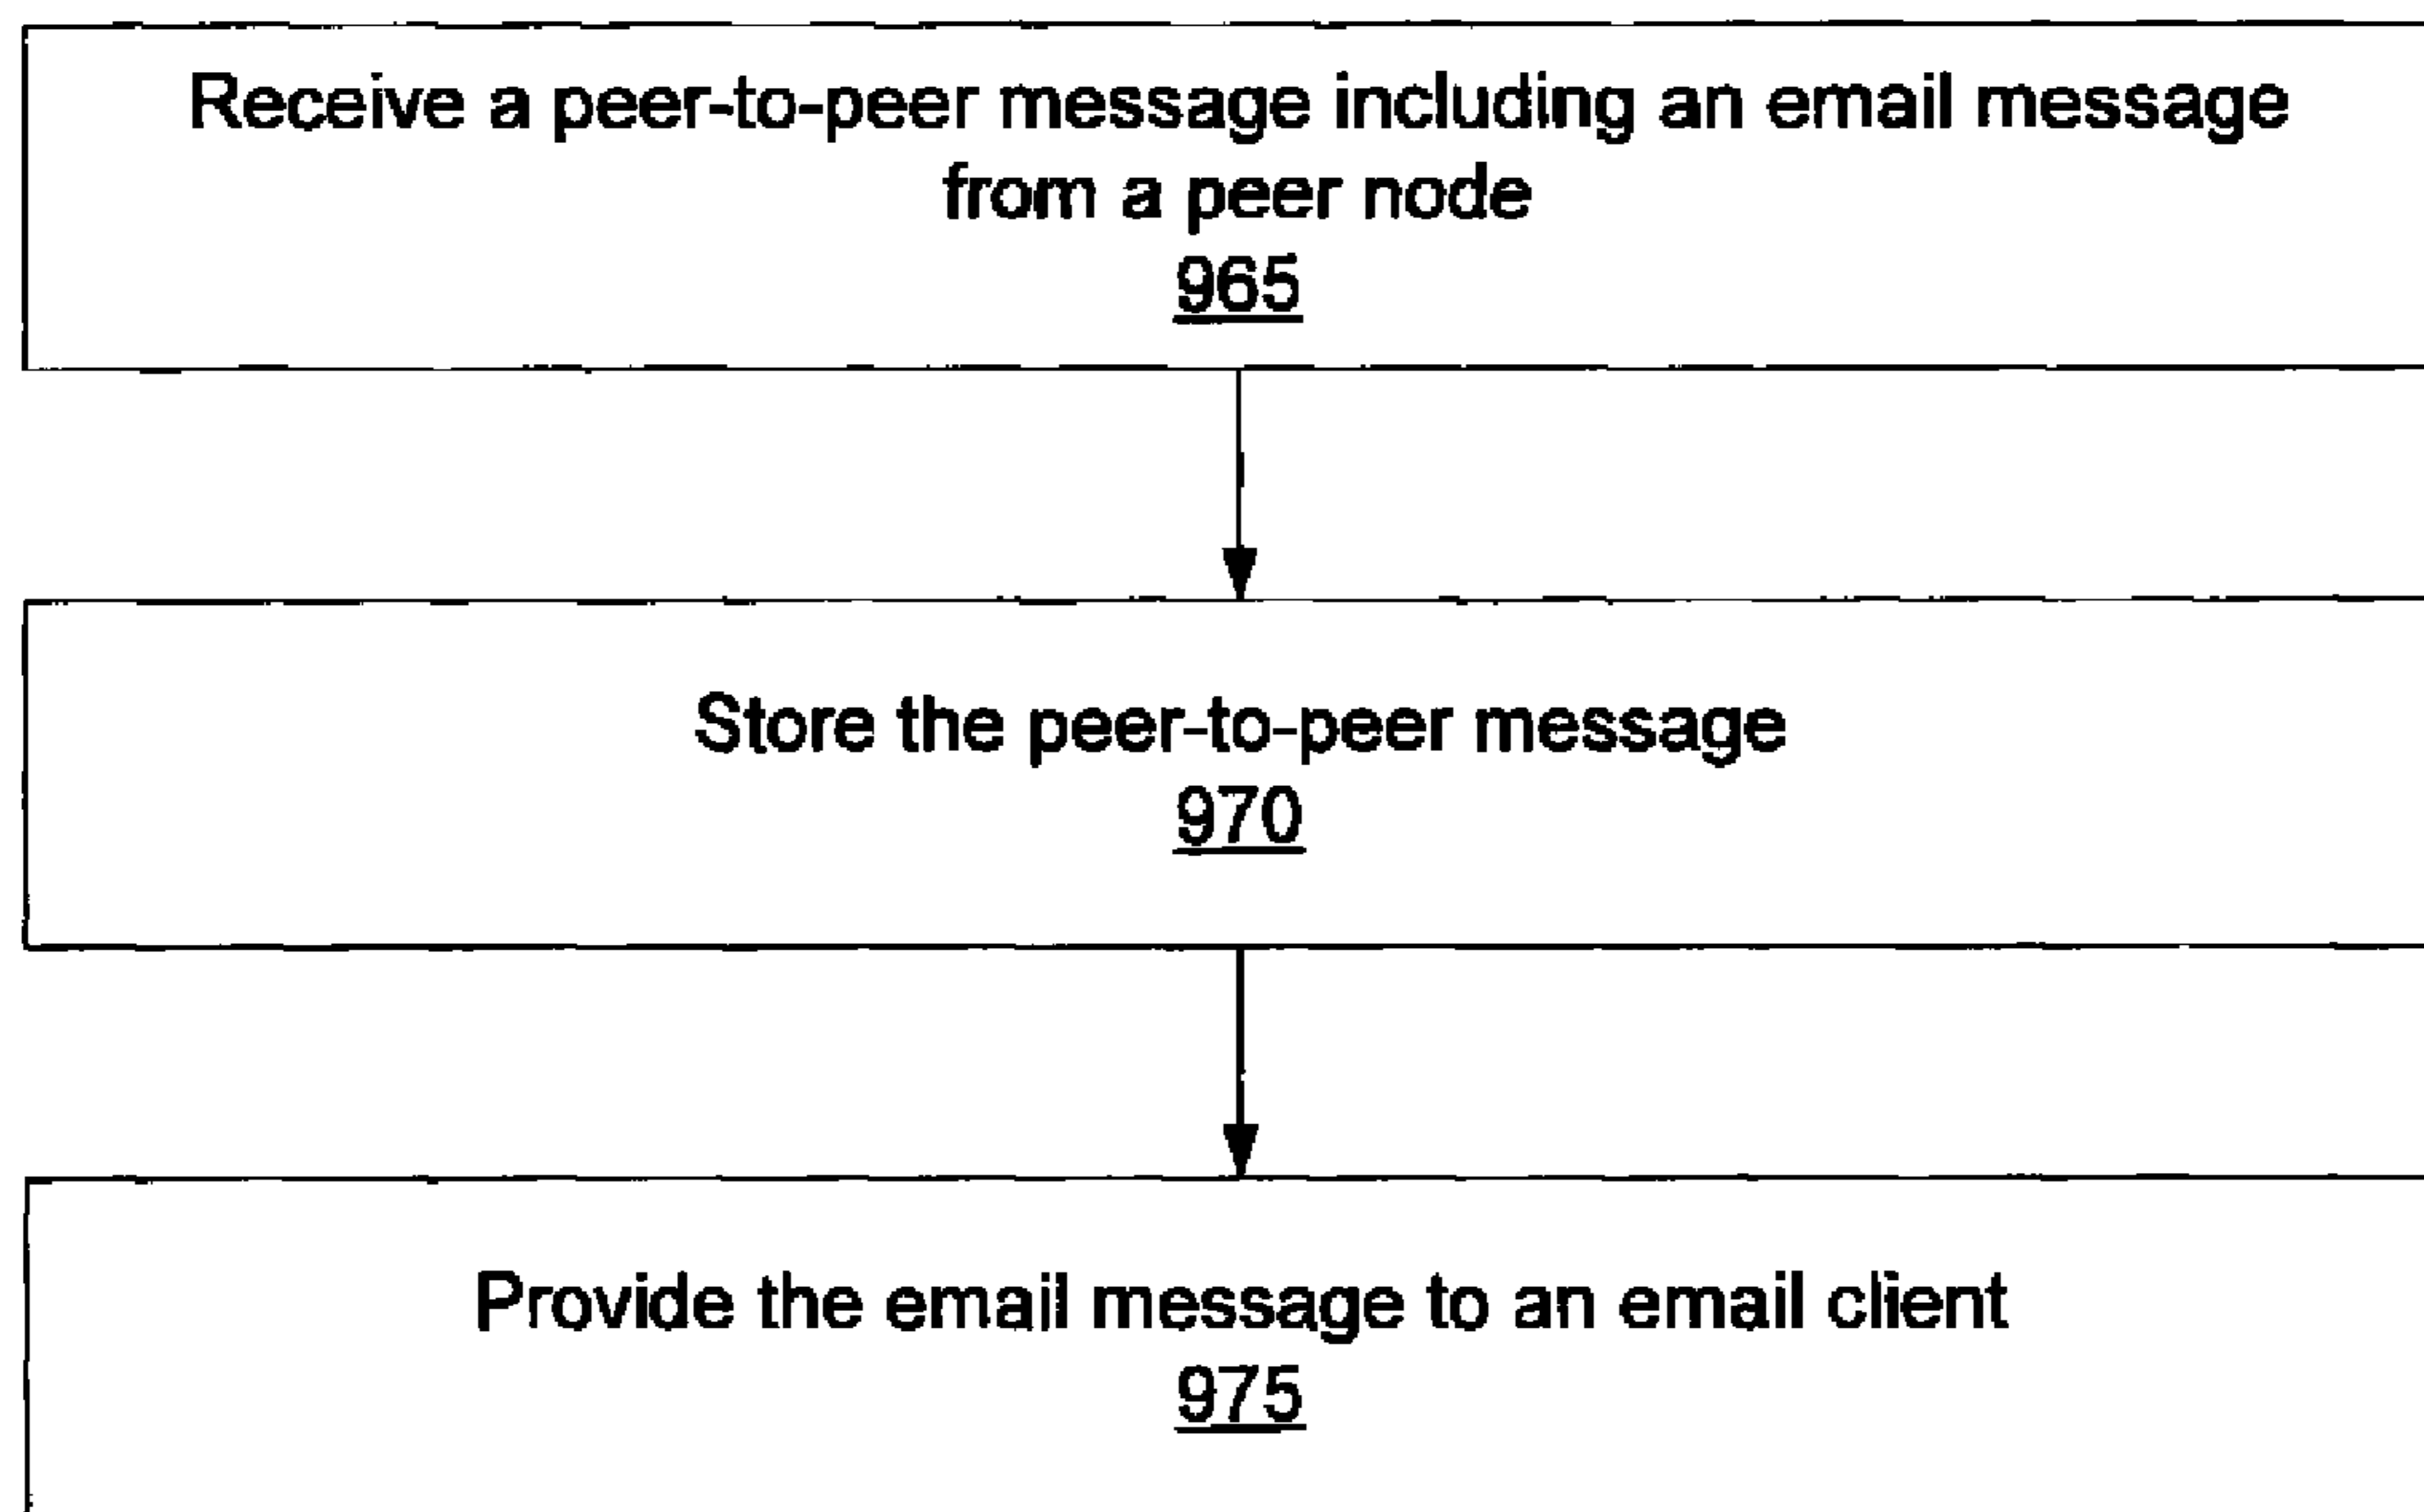 Receive a peer-to-peer message including an email message
from a peer node
965
Store the peer-to-peer message
970
Provide the email message to an email client
975